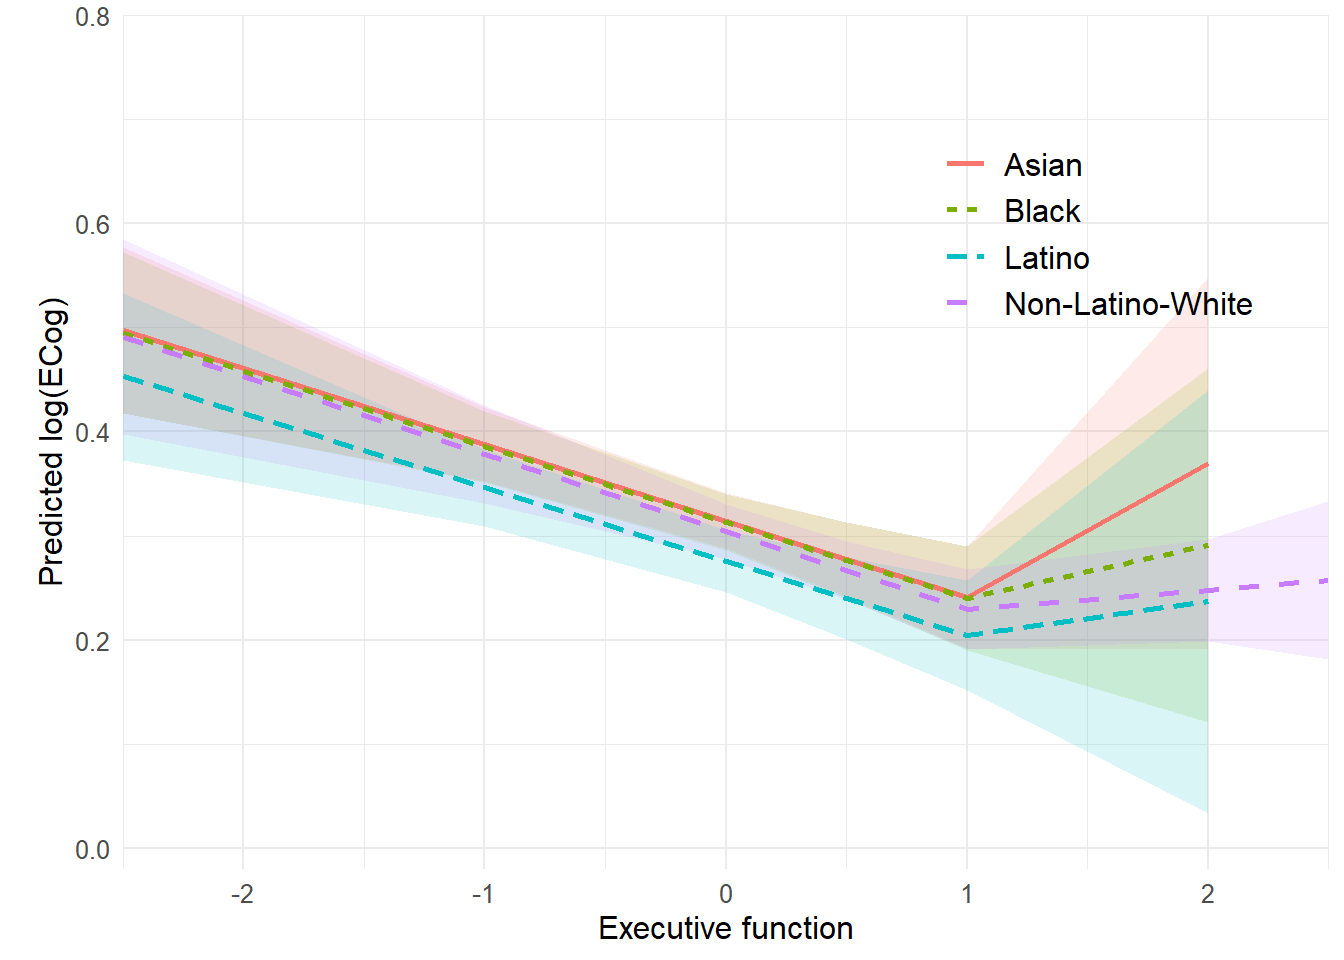 0.8
0.6
0.4
0.2
0.0
Predicted log(ECog)
Asian
Black
Latino
Non-Latino-White
-2
-1
0
1
2
Executive function